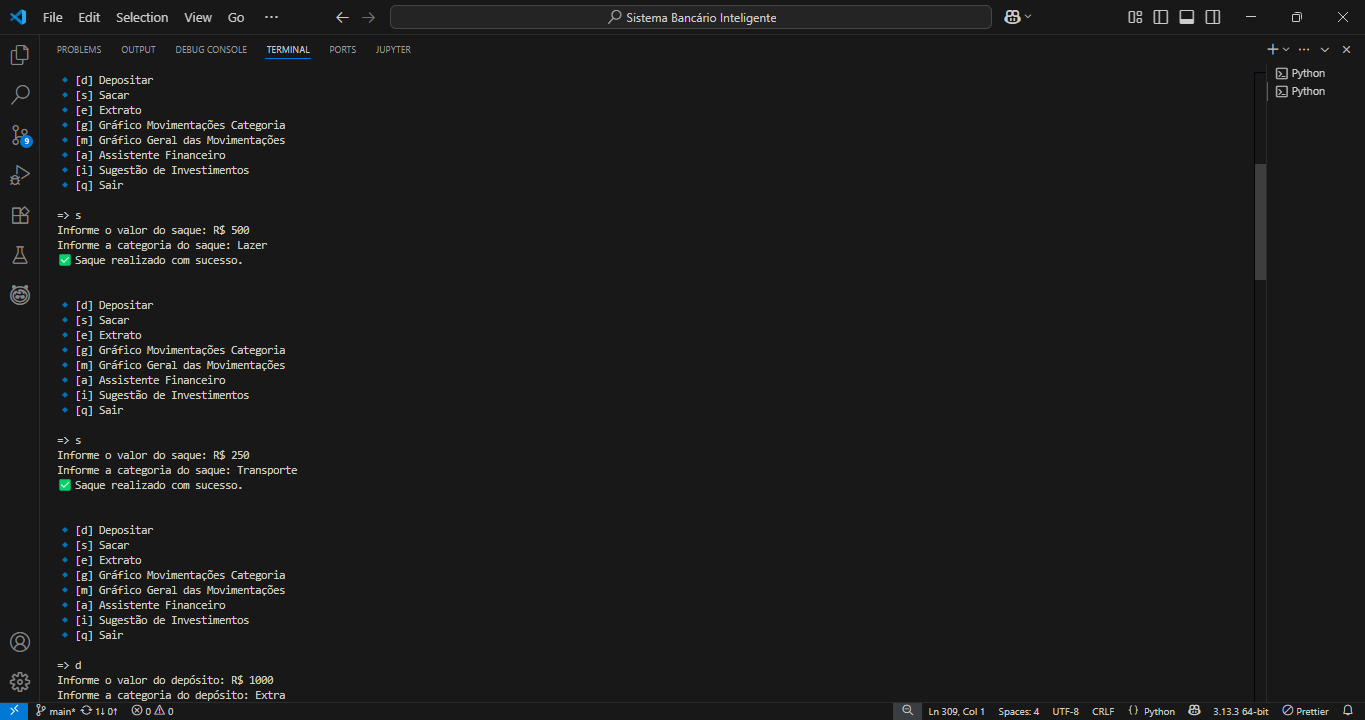 File Edit Selection View Go ··· Sistema Bancário Inteligente
PROBLEMS OUTPUT DEBUG CONSOLE TERMINAL PORTS JUPYTER
Python
Python
[d] Depositar
[s] Sacar
[e] Extrato
[g] Gráfico Movimentações Categoria
[m] Gráfico Geral das Movimentações
[a] Assistente Financeiro
[i] Sugestão de Investimentos
[q] Sair
=> s
Informe o valor do saque: R$ 500
Informe a categoria do saque: Lazer
✅ Saque realizado com sucesso.
[d] Depositar
[s] Sacar
[e] Extrato
[g] Gráfico Movimentações Categoria
[m] Gráfico Geral das Movimentações
[a] Assistente Financeiro
[i] Sugestão de Investimentos
[q] Sair
=> s
Informe o valor do saque: R$ 250
Informe a categoria do saque: Transporte
✅ Saque realizado com sucesso.
[d] Depositar
[s] Sacar
[e] Extrato
[g] Gráfico Movimentações Categoria
[m] Gráfico Geral das Movimentações
[a] Assistente Financeiro
[i] Sugestão de Investimentos
[q] Sair
=> d
Informe o valor do depósito: R$ 1000
Informe a categoria do depósito: Extra
9
main* 1↓ 0↑ 0 0 Ln 309, Col 1 Spaces: 4 UTF-8 CRLF {} Python 3.13.3 64-bit Prettier